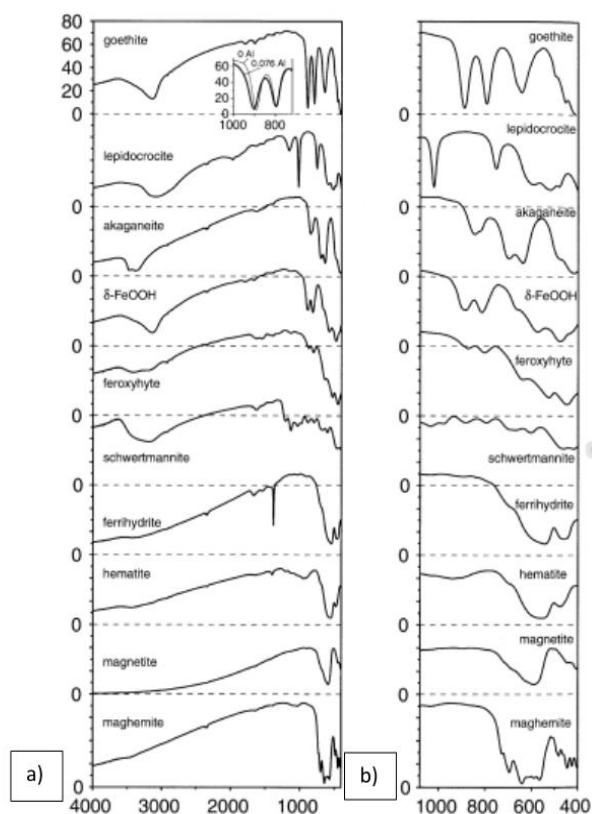 80
goethite
60
40
20
0
0 Al
0.076 Al
60
40
20
0
1000 800
lepidocrocite
0
akaganeite
0
δ-FeOOH
0
feroxyhyte
0
schwertmannite
0
ferrihydrite
0
hematite
0
magnetite
0
maghemite
0
a)
4000 3000 2000 1000
goethite
0
lepidocrocite
0
akaganeite
0
δ-FeOOH
0
feroxyhyte
0
schwertmannite
0
ferrihydrite
0
hematite
0
magnetite
0
maghemite
0
b)
1000 800 600 400